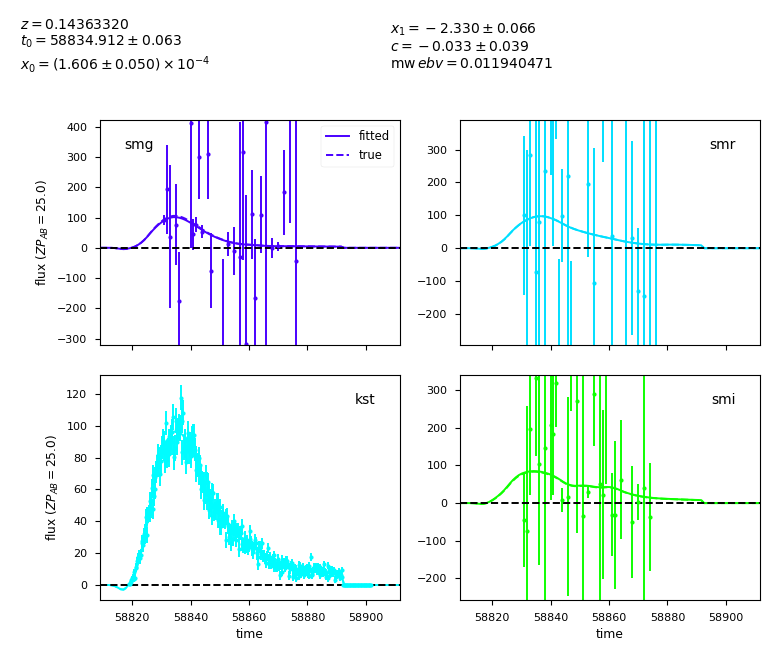 z = 0.14363320
t₀ = 58834.912 ± 0.063
x₀ = (1.606 ± 0.050) × 10⁻⁴
x₁ = −2.330 ± 0.066
c = −0.033 ± 0.039
mw ebv = 0.011940471
smg
fitted
true
400
300
200
100
0
−100
−200
−300
flux (ZP_AB = 25.0)
smr
300
200
100
0
−100
−200
kst
120
100
80
60
40
20
0
flux (ZP_AB = 25.0)
58820 58840 58860 58880 58900
time
smi
300
200
100
0
−100
−200
58820 58840 58860 58880 58900
time